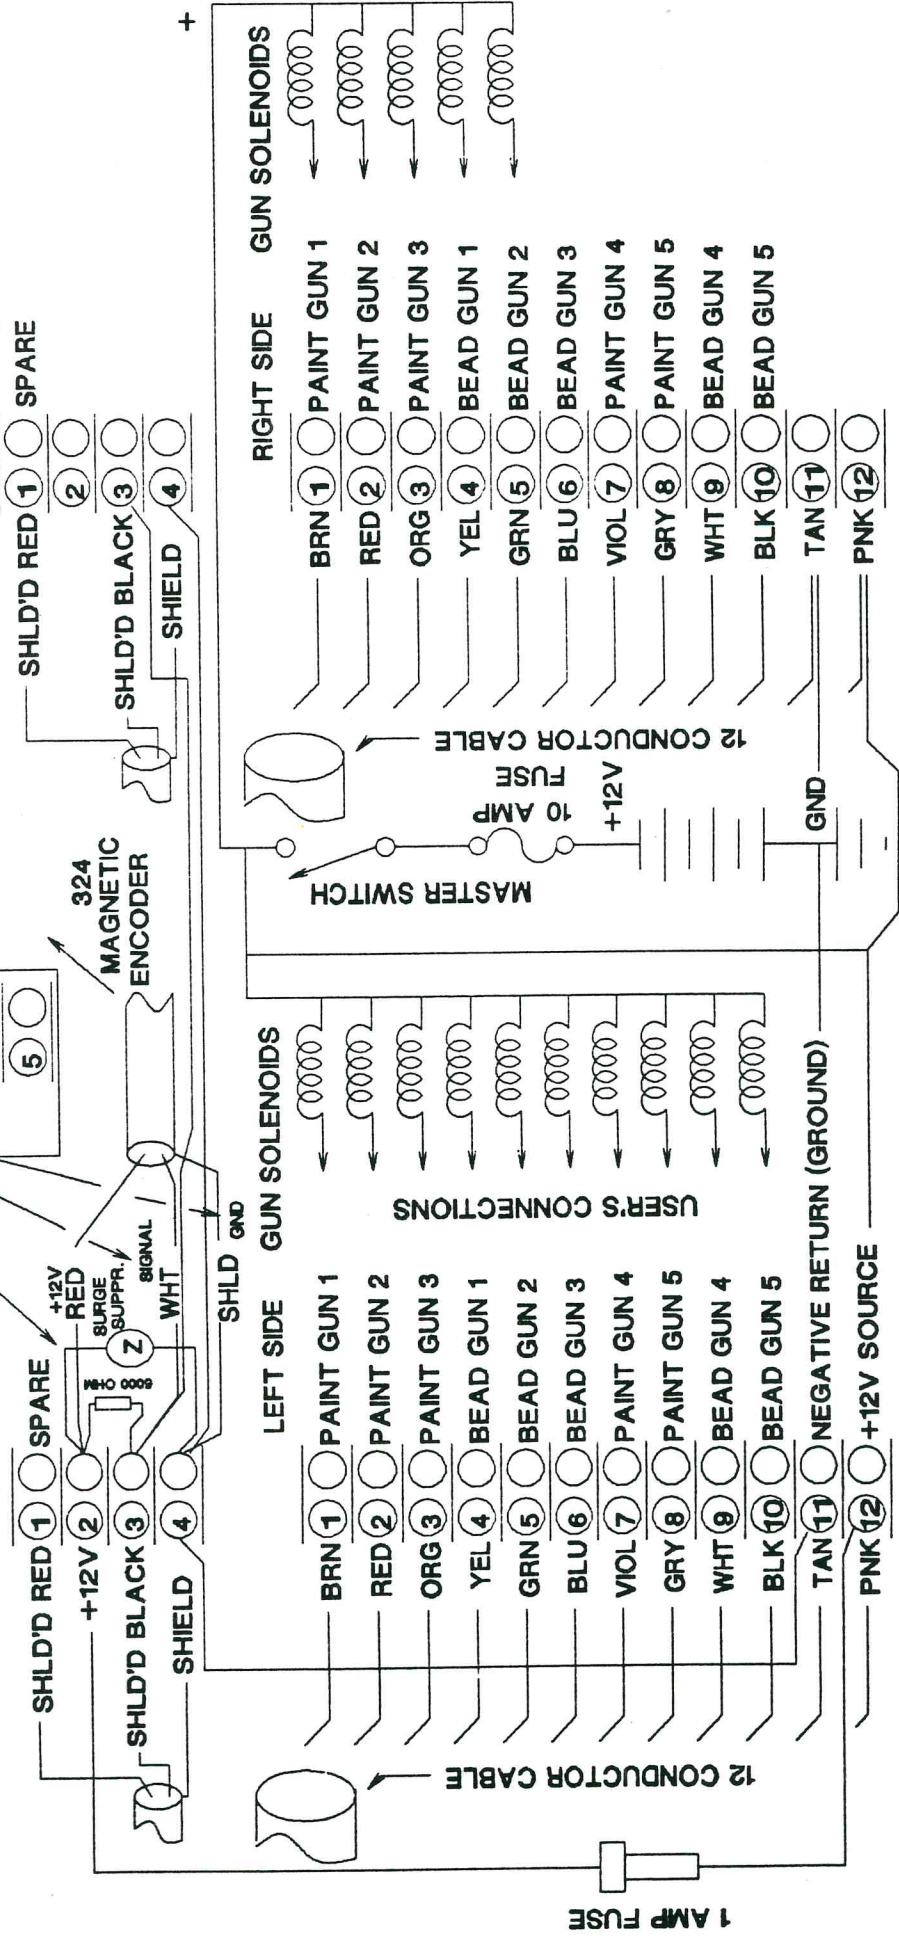 SHLD'D RED 1 SPARE
+12V 2
SHLD'D BLACK 3
SHIELD 4
+12V
RED
SURGE
SUPPR.
Z
6000 OHM
SIGNAL
WHT
SHLD
GND
5
324
MAGNETIC
ENCODER
SHLD'D RED 1 SPARE
2
SHLD'D BLACK 3
SHIELD 4
+
LEFT SIDE GUN SOLENOIDS
BRN 1 PAINT GUN 1
RED 2 PAINT GUN 2
ORG 3 PAINT GUN 3
YEL 4 BEAD GUN 1
GRN 5 BEAD GUN 2
BLU 6 BEAD GUN 3
VIOL 7 PAINT GUN 4
GRY 8 PAINT GUN 5
WHT 9 BEAD GUN 4
BLK 10 BEAD GUN 5
TAN 11 NEGATIVE RETURN (GROUND)
PNK 12 +12V SOURCE
12 CONDUCTOR CABLE
1 AMP FUSE
USER'S CONNECTIONS
MASTER SWITCH
10 AMP
FUSE
+12V
GND
12 CONDUCTOR CABLE
RIGHT SIDE GUN SOLENOIDS
BRN 1 PAINT GUN 1
RED 2 PAINT GUN 2
ORG 3 PAINT GUN 3
YEL 4 BEAD GUN 1
GRN 5 BEAD GUN 2
BLU 6 BEAD GUN 3
VIOL 7 PAINT GUN 4
GRY 8 PAINT GUN 5
WHT 9 BEAD GUN 4
BLK 10 BEAD GUN 5
TAN 11
PNK 12